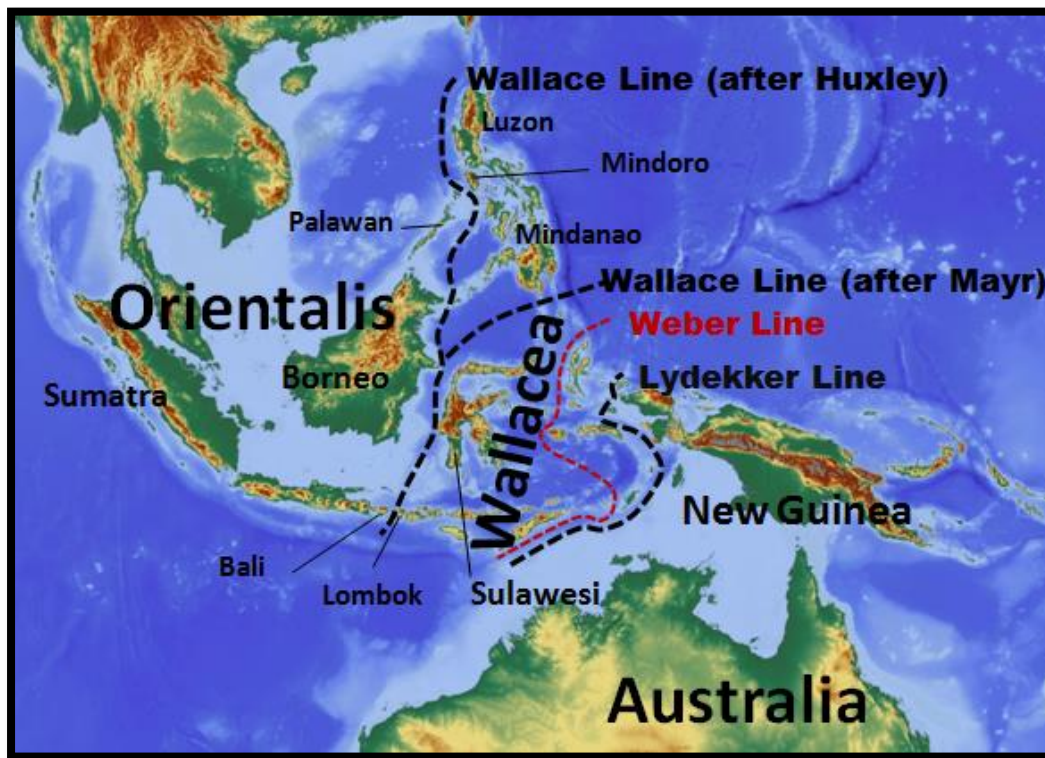 Wallace Line (after Huxley)
Luzon
Mindoro
Palawan
Mindanao
Wallace Line (after Mayr)
Orientalis
Weber Line
Borneo
Lydekker Line
Sumatra
Wallacea
New Guinea
Bali
Lombok
Sulawesi
Australia